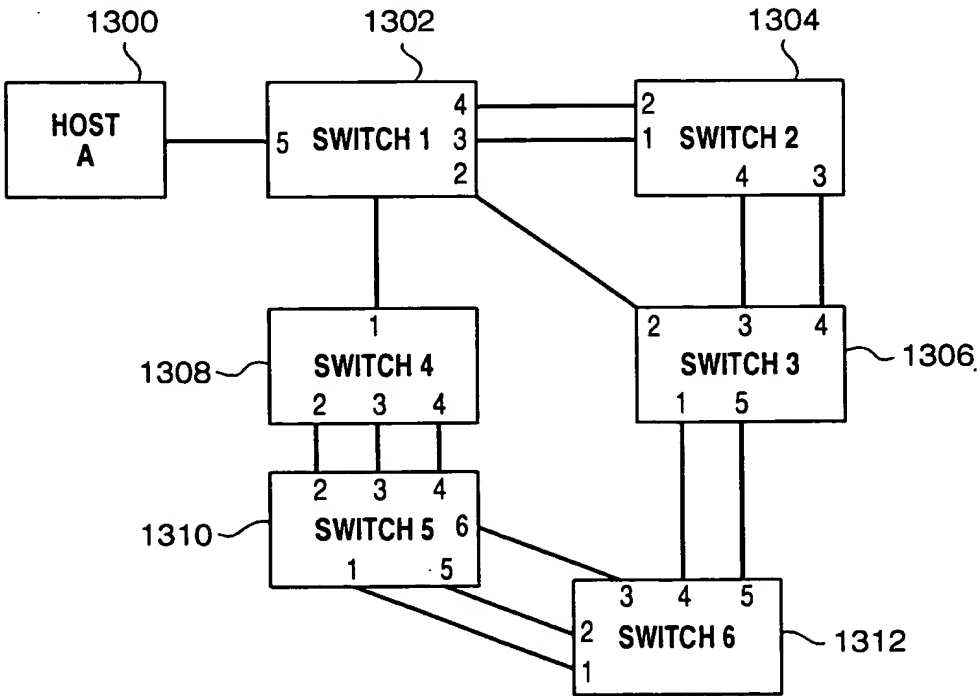 1300
1302
1304
HOST
A
5
SWITCH 1
4
3
2
2
1
SWITCH 2
4 3
1
SWITCH 4
2 3 4
1308
2 3 4
SWITCH 3
1 5
1306
2 3 4
SWITCH 5
6
1 5
1310
3 4 5
2
1
SWITCH 6
1312